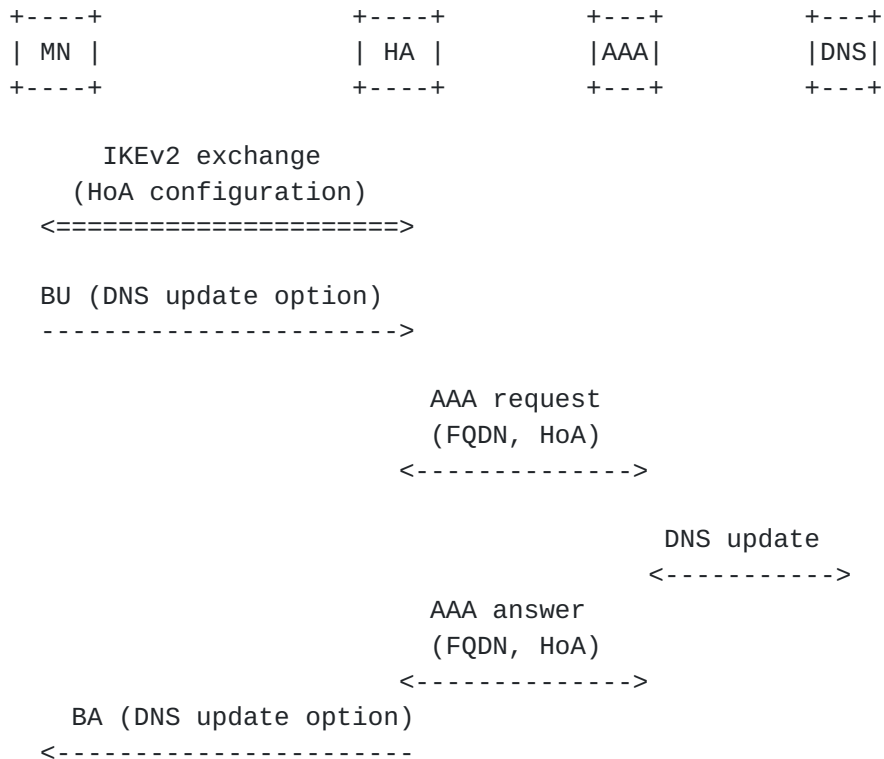 +----+                +----+         +---+         +---+
| MN |                | HA |         |AAA|         |DNS|
+----+                +----+         +---+         +---+
IKEv2 exchange
(HoA configuration)
<======================>
BU (DNS update option)
----------------------->
AAA request
(FQDN, HoA)
<-------------->
DNS update
<----------->
AAA answer
(FQDN, HoA)
<-------------->
BA (DNS update option)
<-----------------------